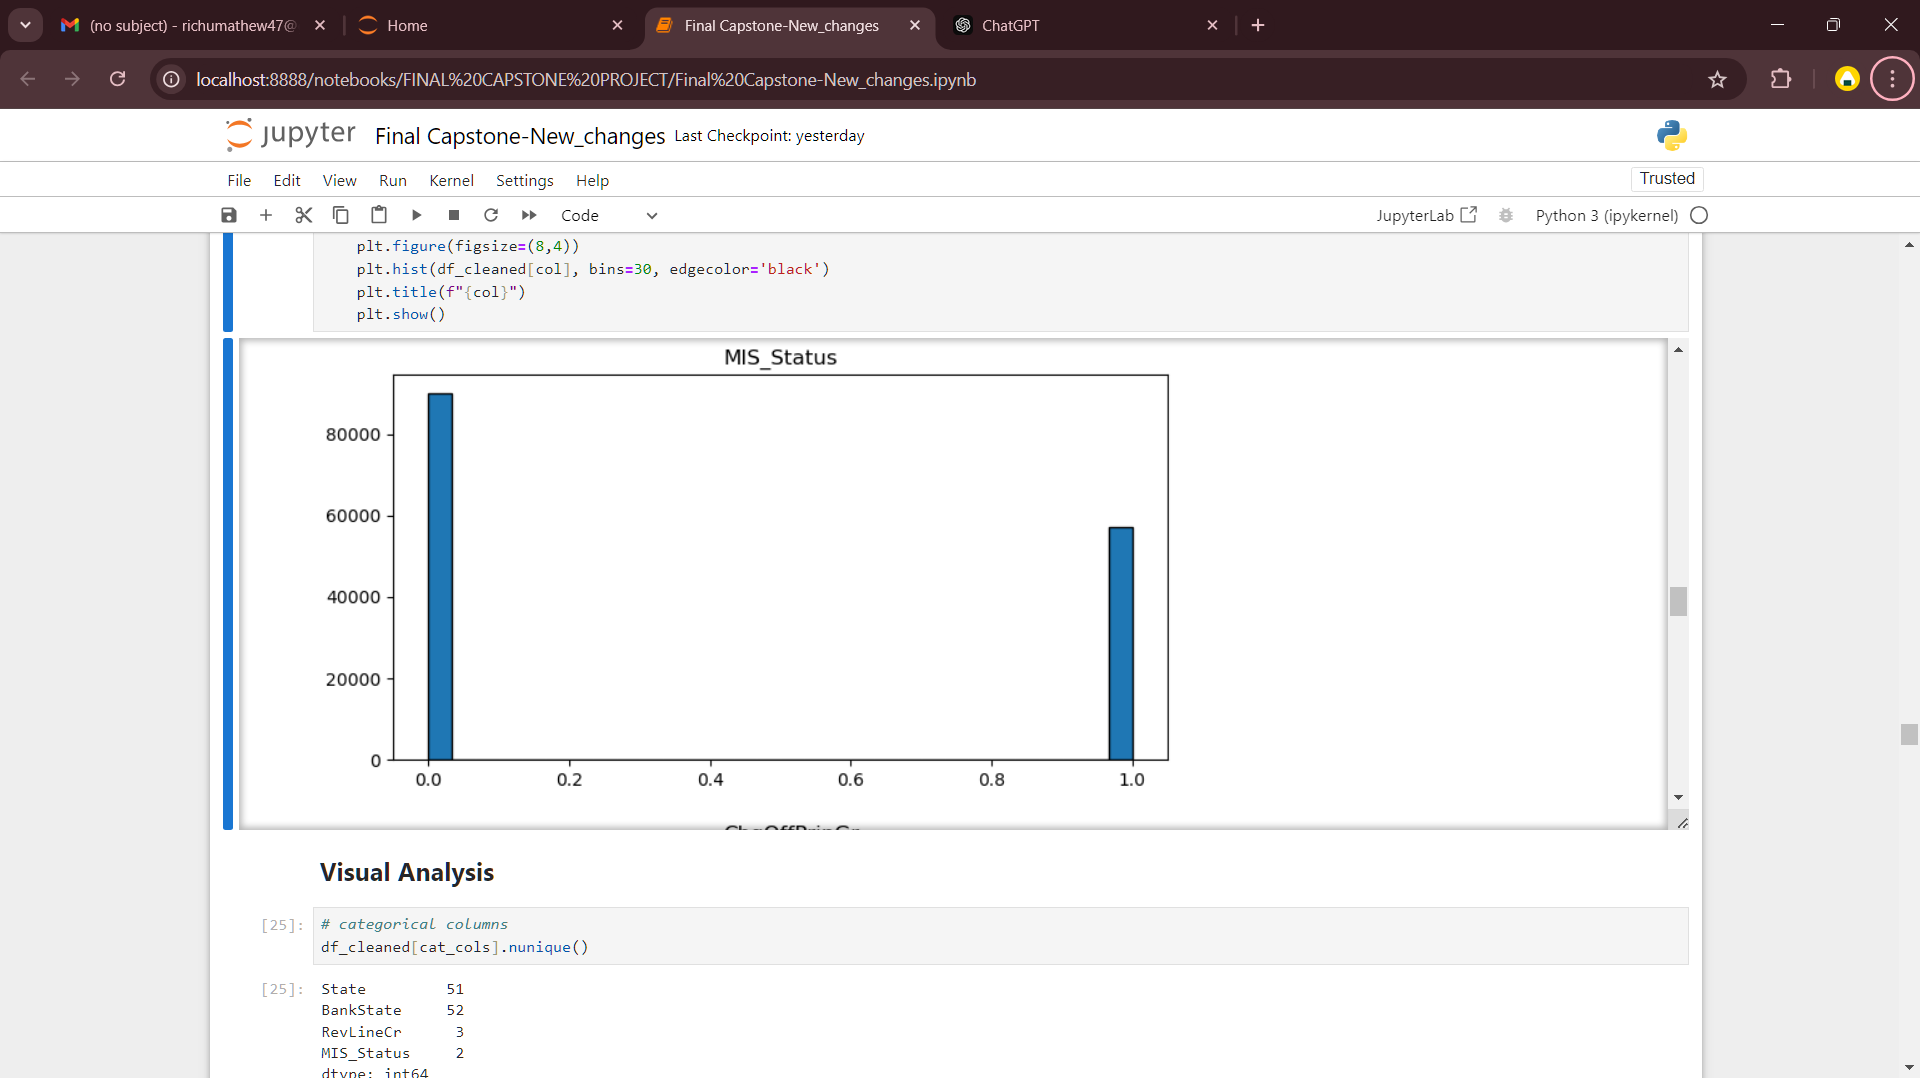 (no subject) - richumathew47@
Home
Final Capstone-New_changes
ChatGPT
localhost:8888/notebooks/FINAL%20CAPSTONE%20PROJECT/Final%20Capstone-New_changes.ipynb
jupyter Final Capstone-New_changes Last Checkpoint: yesterday
File Edit View Run Kernel Settings Help
Trusted
Code
JupyterLab
Python 3 (ipykernel)
plt.figure(figsize=(8,4))
plt.hist(df_cleaned[col], bins=30, edgecolor='black')
plt.title(f"{col}")
plt.show()
MIS_Status
80000
60000
40000
20000
0
0.0 0.2 0.4 0.6 0.8 1.0
ChgOffPrinGr
Visual Analysis
[25]: # categorical columns
df_cleaned[cat_cols].nunique()
[25]: State 51
BankState 52
RevLineCr 3
MIS_Status 2
dtype: int64